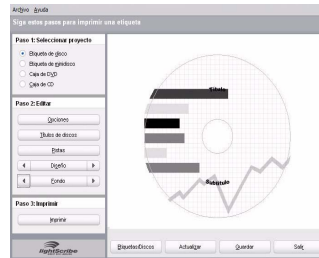 Archivo Ayuda
Siga estos pasos para imprimir una etiqueta
Paso 1: Seleccionar proyecto
Etiqueta de disco
Etiqueta de minidiscos
Caja de DVD
Caja de CD
Paso 2: Editar
Opciones
Títulos de discos
Pistas
Diseño
Fondo
Paso 3: Imprimir
Imprimir
Título
Subtítulo
lightScribe
EtiquetasDiscos Actualizar Guardar Salir